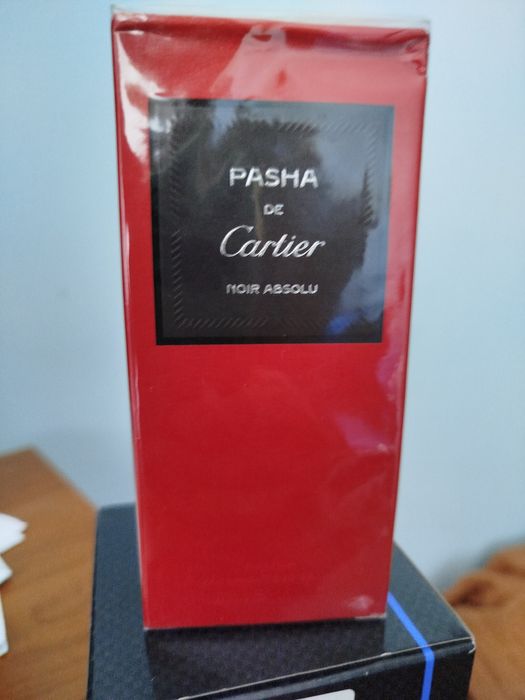 PASHA
DE
Cartier
NOIR ABSOLU